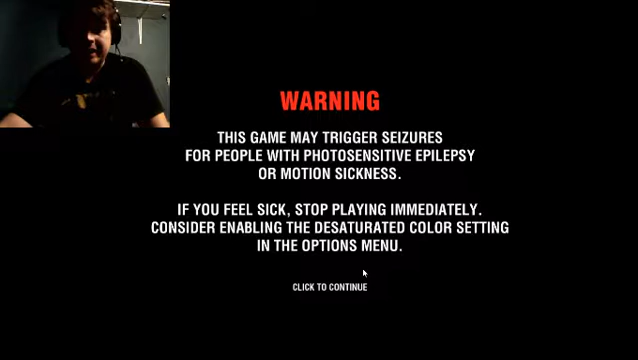 WARNING
THIS GAME MAY TRIGGER SEIZURES
FOR PEOPLE WITH PHOTOSENSITIVE EPILEPSY
OR MOTION SICKNESS.
IF YOU FEEL SICK, STOP PLAYING IMMEDIATELY.
CONSIDER ENABLING THE DESATURATED COLOR SETTING
IN THE OPTIONS MENU.
CLICK TO CONTINUE